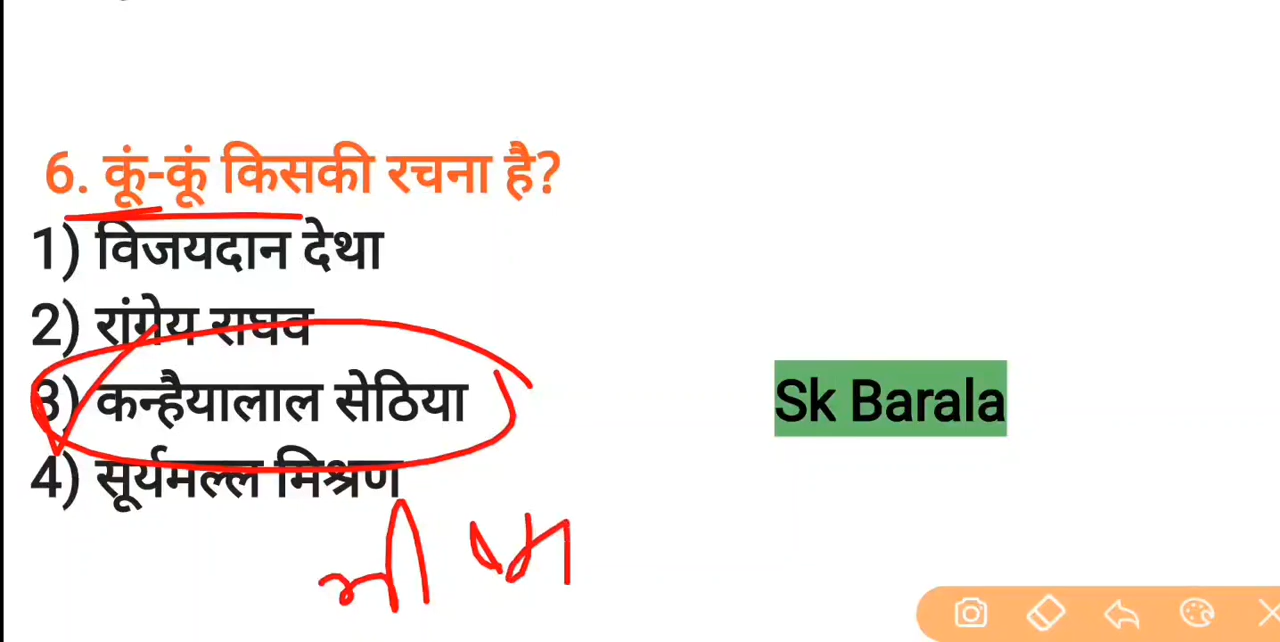 6. कूं-कूं किसकी रचना है?
1) विजयदान देथा
2) रांगेय राघव
3) कन्हैयालाल सेठिया
4) सूर्यमल्ल मिश्रण
Sk Barala